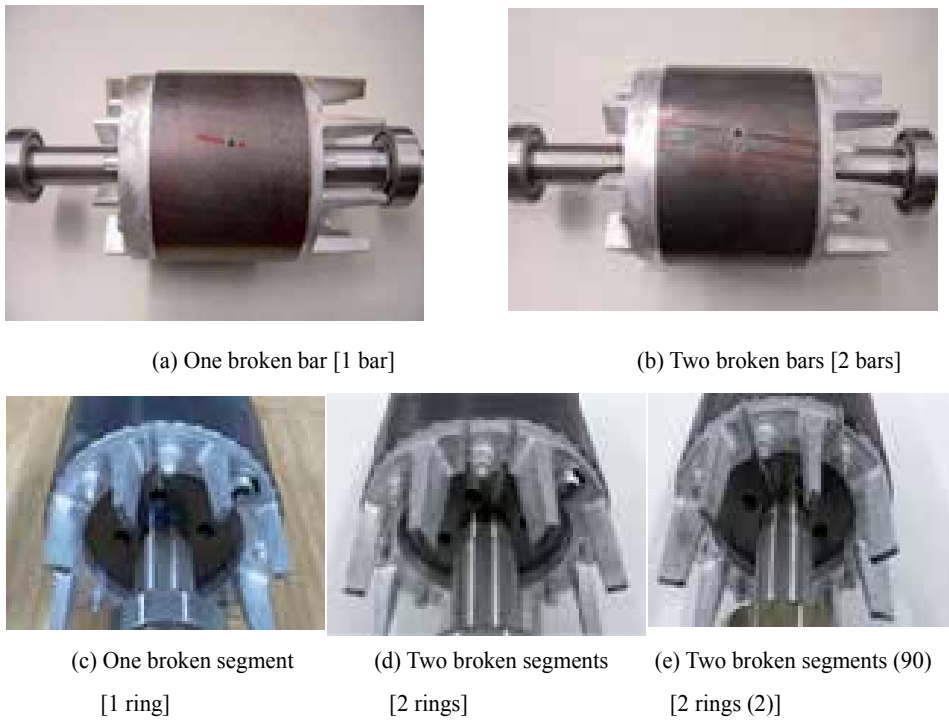 (a) One broken bar [1 bar]
(b) Two broken bars [2 bars]
(c) One broken segment
[1 ring]
(d) Two broken segments
[2 rings]
(e) Two broken segments (90)
[2 rings (2)]